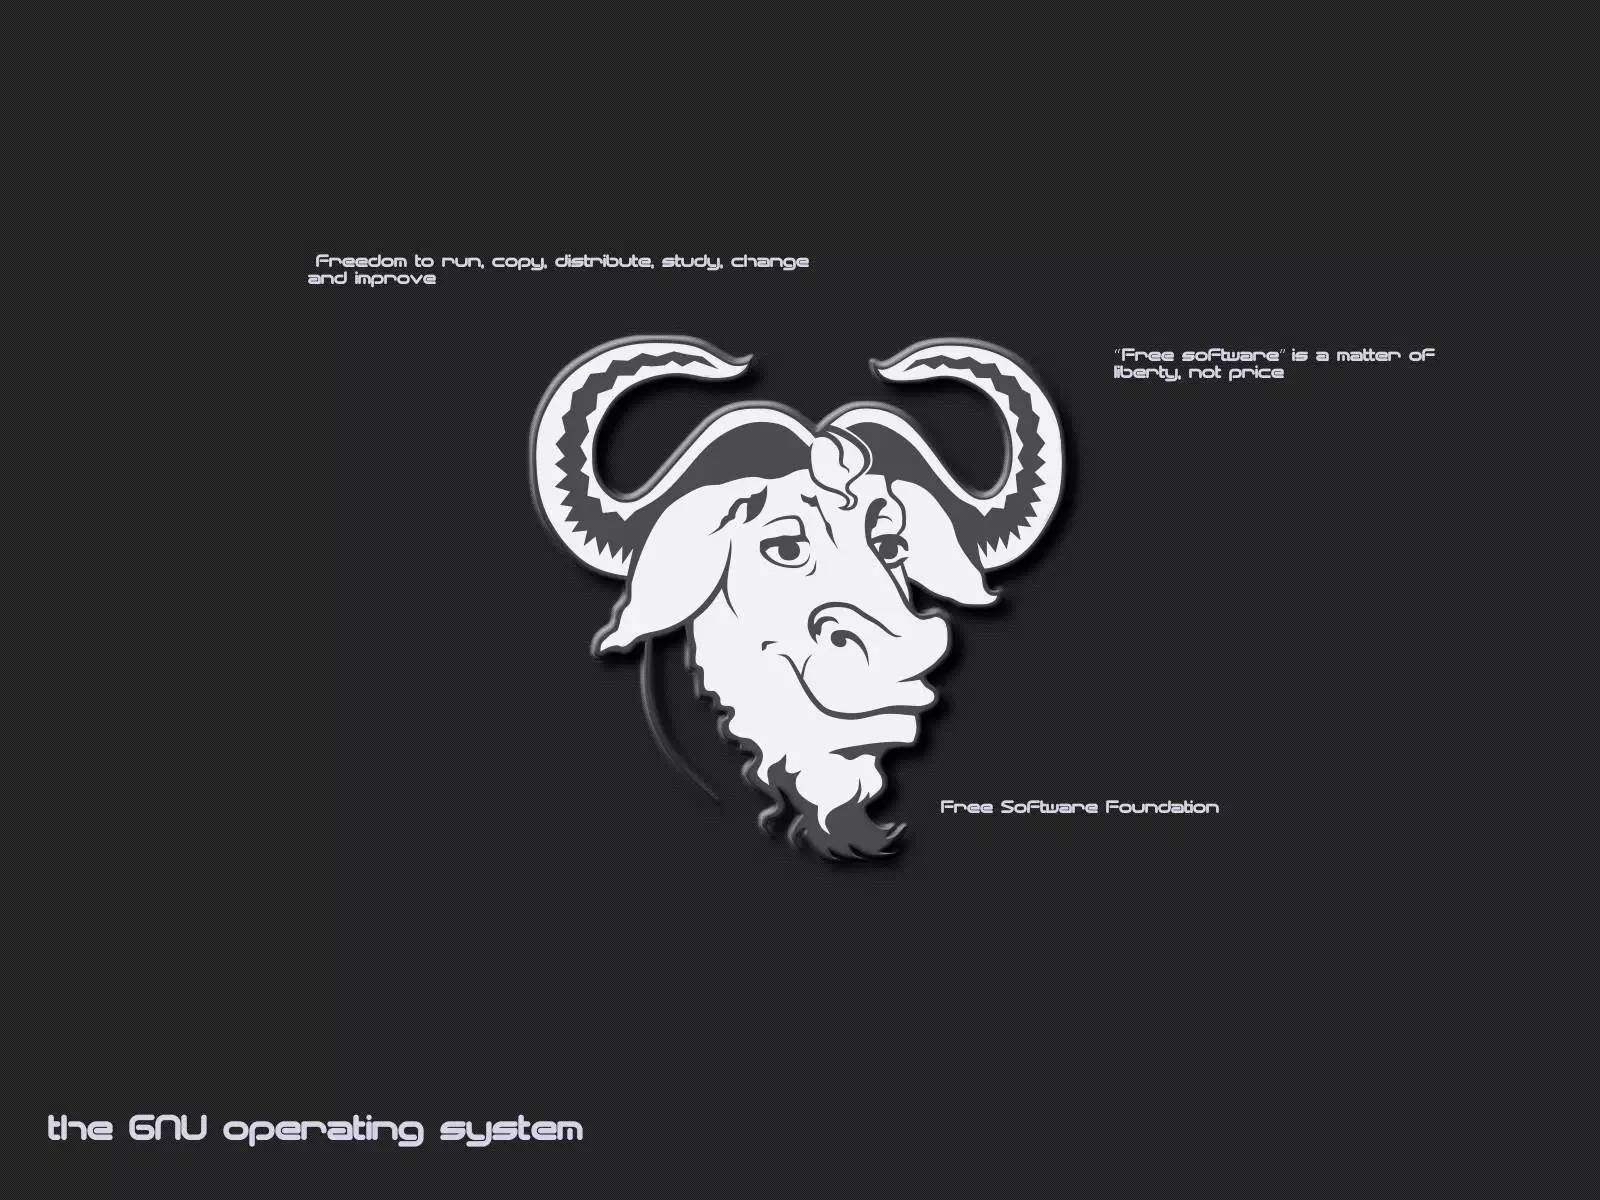 Freedom to run, copy, distribute, study, change
and improve
“Free software” is a matter of
liberty, not price
Free Software Foundation
the GNU operating system